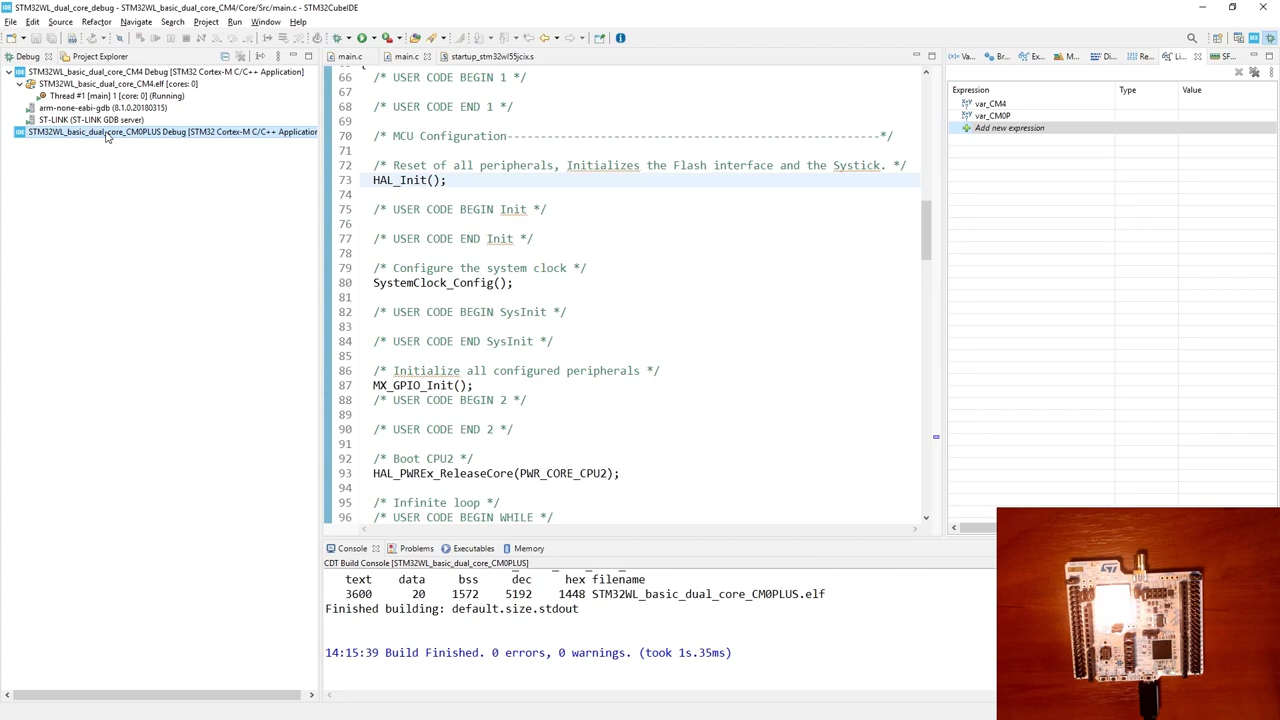 STM32WL_dual_core_debug - STM32WL_basic_dual_core_CM4/Core/Src/main.c - STM32CubeIDE
File Edit Source Refactor Navigate Search Project Run Window Help
Debug Project Explorer
STM32WL_basic_dual_core_CM4 Debug [STM32 Cortex-M C/C++ Application]
STM32WL_basic_dual_core_CM4.elf [cores: 0]
Thread #1 [main] 1 [core: 0] (Running)
arm-none-eabi-gdb (8.1.0.20180315)
ST-LINK (ST-LINK GDB server)
STM32WL_basic_dual_core_CM0PLUS Debug [STM32 Cortex-M C/C++ Application
main.c main.c startup_stm32wl55jcix.s
66 /* USER CODE BEGIN 1 */
67
68 /* USER CODE END 1 */
69
70 /* MCU Configuration--------------------------------------------------------*/
71
72 /* Reset of all peripherals, Initializes the Flash interface and the Systick. */
73 HAL_Init();
74
75 /* USER CODE BEGIN Init */
76
77 /* USER CODE END Init */
78
79 /* Configure the system clock */
80 SystemClock_Config();
81
82 /* USER CODE BEGIN SysInit */
83
84 /* USER CODE END SysInit */
85
86 /* Initialize all configured peripherals */
87 MX_GPIO_Init();
88 /* USER CODE BEGIN 2 */
89
90 /* USER CODE END 2 */
91
92 /* Boot CPU2 */
93 HAL_PWREx_ReleaseCore(PWR_CORE_CPU2);
94
95 /* Infinite loop */
96 /* USER CODE BEGIN WHILE */
Va... Br... Ex... M... Di... Re... Li... SF...
Expression Type Value
var_CM4
var_CM0P
Add new expression
Console Problems Executables Memory
CDT Build Console [STM32WL_basic_dual_core_CM0PLUS]
text data bss dec hex filename
3600 20 1572 5192 1448 STM32WL_basic_dual_core_CM0PLUS.elf
Finished building: default.size.stdout
14:15:39 Build Finished. 0 errors, 0 warnings. (took 1s.35ms)
ST